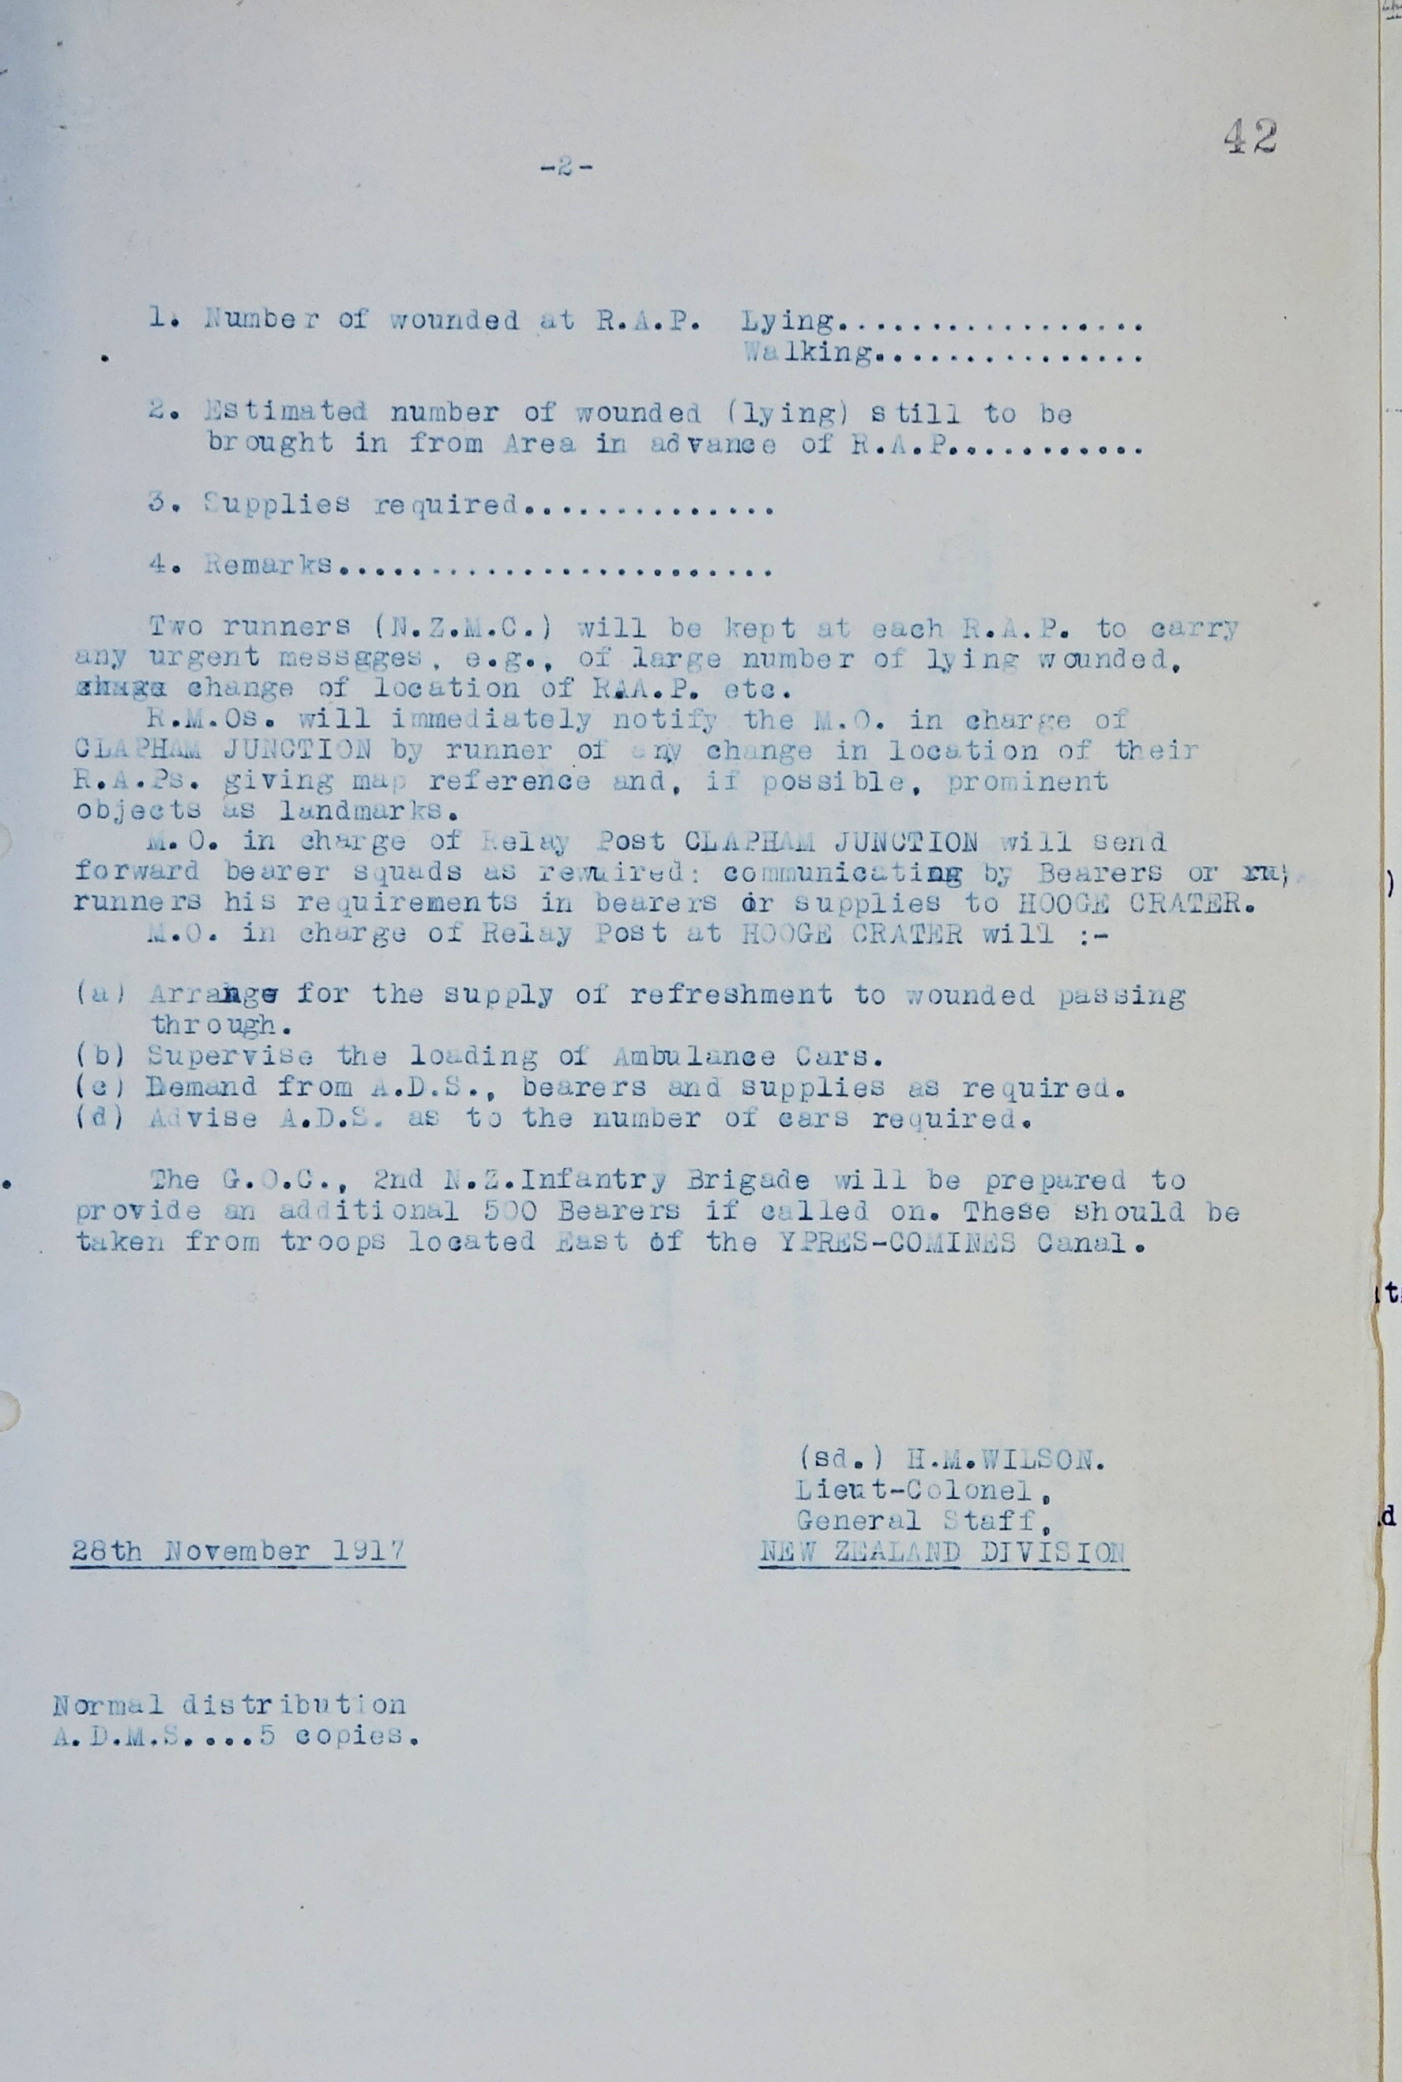 42
-2-
1. Number of wounded at R.A.P. Lying.................
Walking...............
2. Estimated number of wounded (lying) still to be
brought in from Area in advance of R.A.P...........
3. Supplies required..............
4. Remarks........................
Two runners (N.Z.M.C.) will be kept at each R.A.P. to carry
any urgent messgges, e.g., of large number of lying wounded,
change of location of R.A.P. etc.
R.M.Os. will immediately notify the M.O. in charge of
CLAPHAM JUNCTION by runner of any change in location of their
R.A.Ps. giving map reference and, if possible, prominent
objects as landmarks.
M.O. in charge of Relay Post CLAPHAM JUNCTION will send
forward bearer squads as rewuired: communicating by Bearers or
runners his requirements in bearers or supplies to HOOGE CRATER.
M.O. in charge of Relay Post at HOOGE CRATER will :-
(a) Arrange for the supply of refreshment to wounded passing
through.
(b) Supervise the loading of Ambulance Cars.
(c) Demand from A.D.S., bearers and supplies as required.
(d) Advise A.D.S. as to the number of cars required.
The G.O.C., 2nd N.Z.Infantry Brigade will be prepared to
provide an additional 500 Bearers if called on. These should be
taken from troops located East of the YPRES-COMINES Canal.
(sd.) H.M.WILSON.
Lieut-Colonel,
General Staff,
28th November 1917 NEW ZEALAND DIVISION
Normal distribution
A.D.M.S....5 copies.